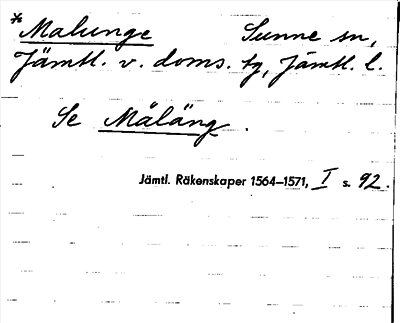 * Malunge Sunne sn,
Jämtl. v. doms. tg, Jämtl. l.
Se Måläng.
Jämtl. Räkenskaper 1564–1571, I s. 92.